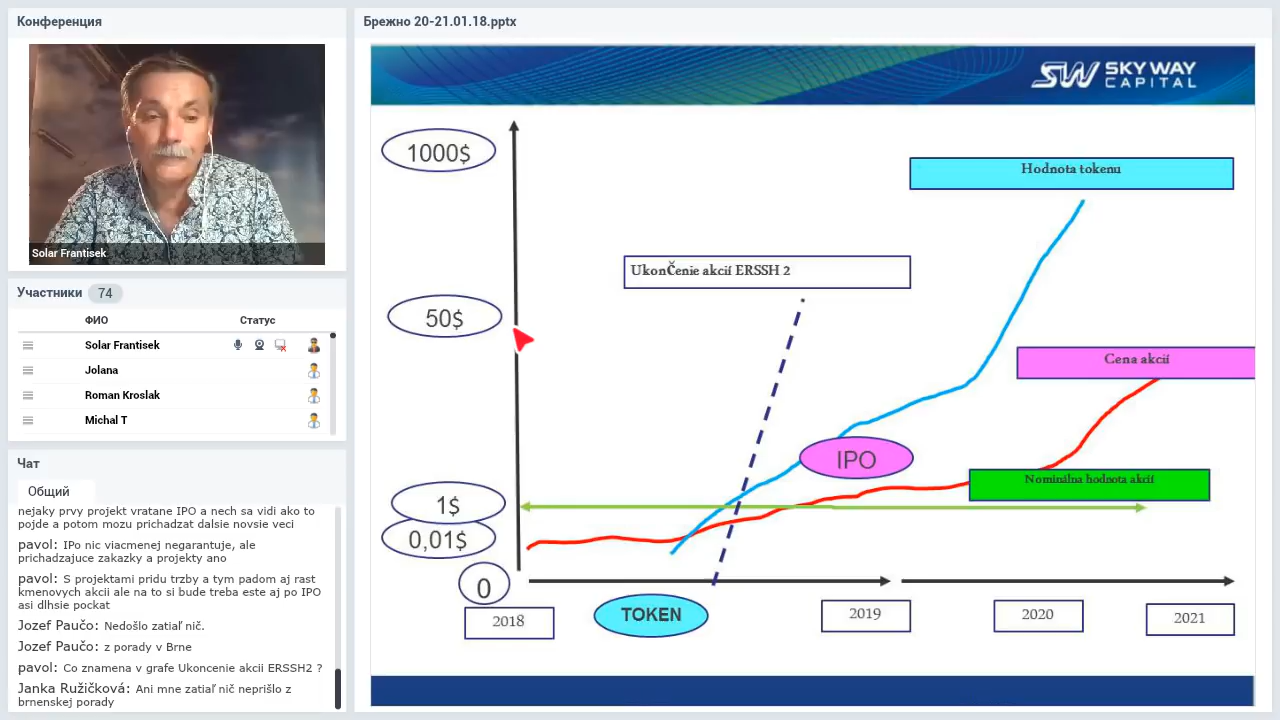 Конференция
Solar Frantisek
Участники 74
ФИО Статус
Solar Frantisek
Jolana
Roman Kroslak
Michal T
Чат
Общий
nejaky prvy projekt vratane IPO a nech sa vidi ako to
pojde a potom mozu prichadzat dalsie novsie veci
pavol: IPo nic viacmenej negarantuje, ale
prichadzajuce zakazky a projekty ano
pavol: S projektami pridu trzby a tym padom aj rast
kmenovych akcii ale na to si bude treba este aj po IPO
asi dlhsie pockat
Jozef Paučo: Nedošlo zatiaľ nič.
Jozef Paučo: z porady v Brne
pavol: Co znamena v grafe Ukoncenie akcii ERSSH2 ?
Janka Ružičková: Ani mne zatiaľ nič neprišlo z
brnenskej porady
Брежно 20-21.01.18.pptx
SW SKY WAY
CAPITAL
1000$
Hodnota tokenu
UkonČenie akcií ERSSH 2
50$
Cena akcií
IPO
Nominálna hodnota akcií
1$
0,01$
0
TOKEN
2018
2019
2020
2021